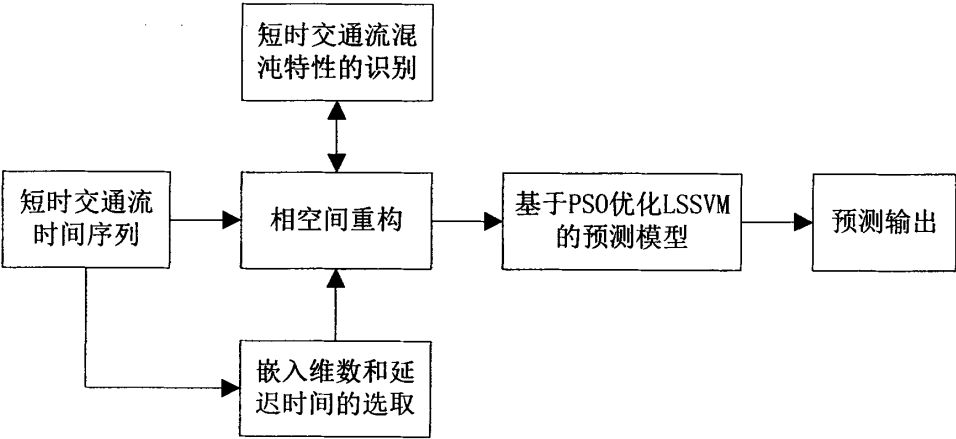 短时交通流混
沌特性的识别
短时交通流
时间序列
相空间重构
基于PSO优化LSSVM
的预测模型
预测输出
嵌入维数和延
迟时间的选取